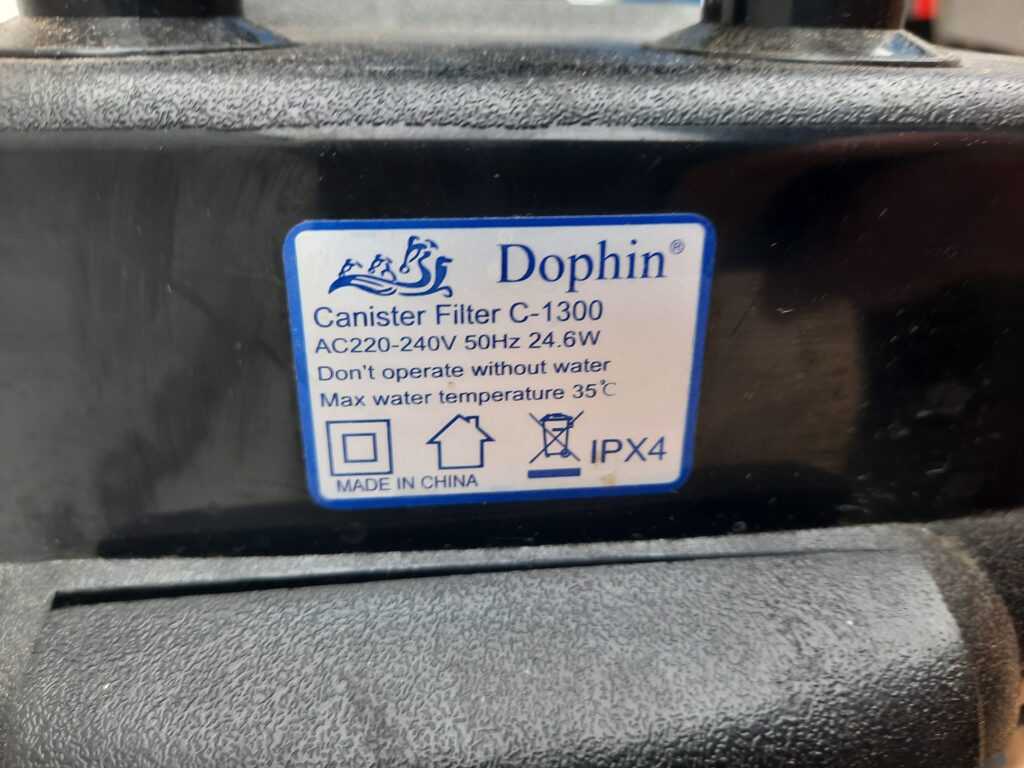 Dophin®
Canister Filter C-1300
AC220-240V 50Hz 24.6W
Don't operate without water
Max water temperature 35℃
IPX4
MADE IN CHINA